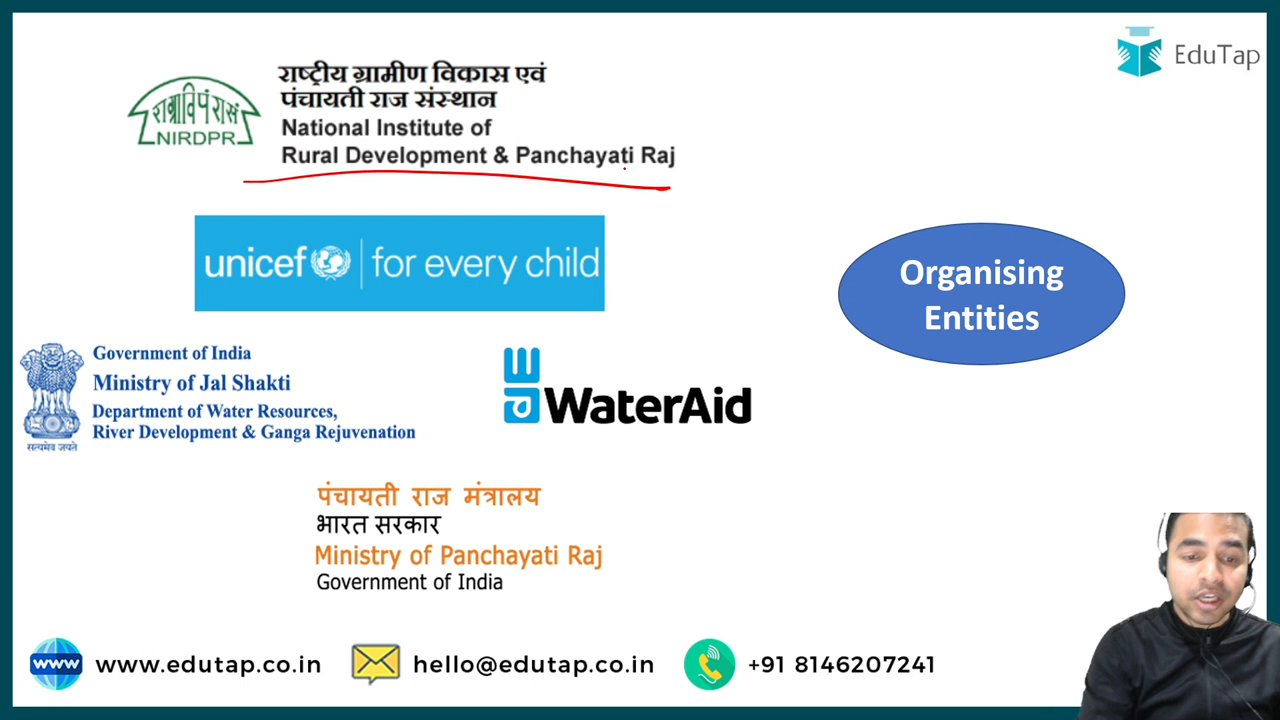 EduTap
राष्ट्रीय ग्रामीण विकास एवं
पंचायती राज संस्थान
National Institute of
Rural Development & Panchayati Raj
राग्राविपंरासं
NIRDPR
unicef for every child
Organising
Entities
Government of India
Ministry of Jal Shakti
Department of Water Resources,
River Development & Ganga Rejuvenation
सत्यमेव जयते
WaterAid
पंचायती राज मंत्रालय
भारत सरकार
Ministry of Panchayati Raj
Government of India
www
www.edutap.co.in
hello@edutap.co.in
+91 8146207241